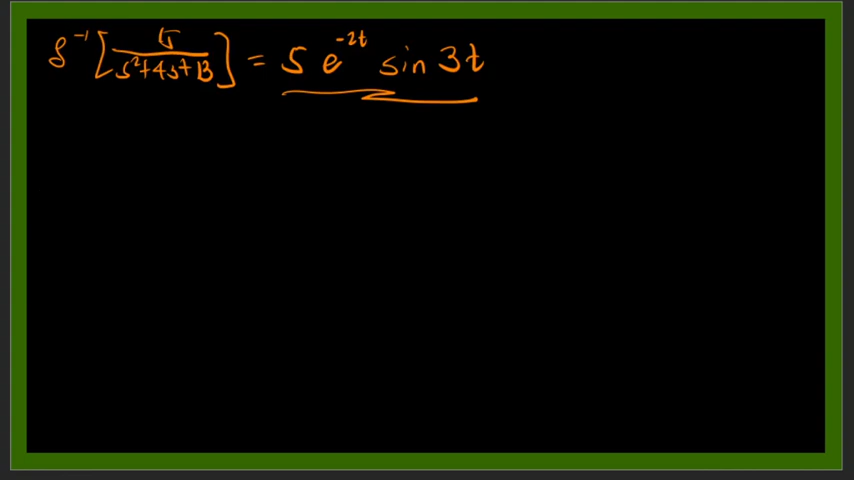 ℒ⁻¹[15/(s²+4s+13)] = 5 e^(-2t) sin 3t